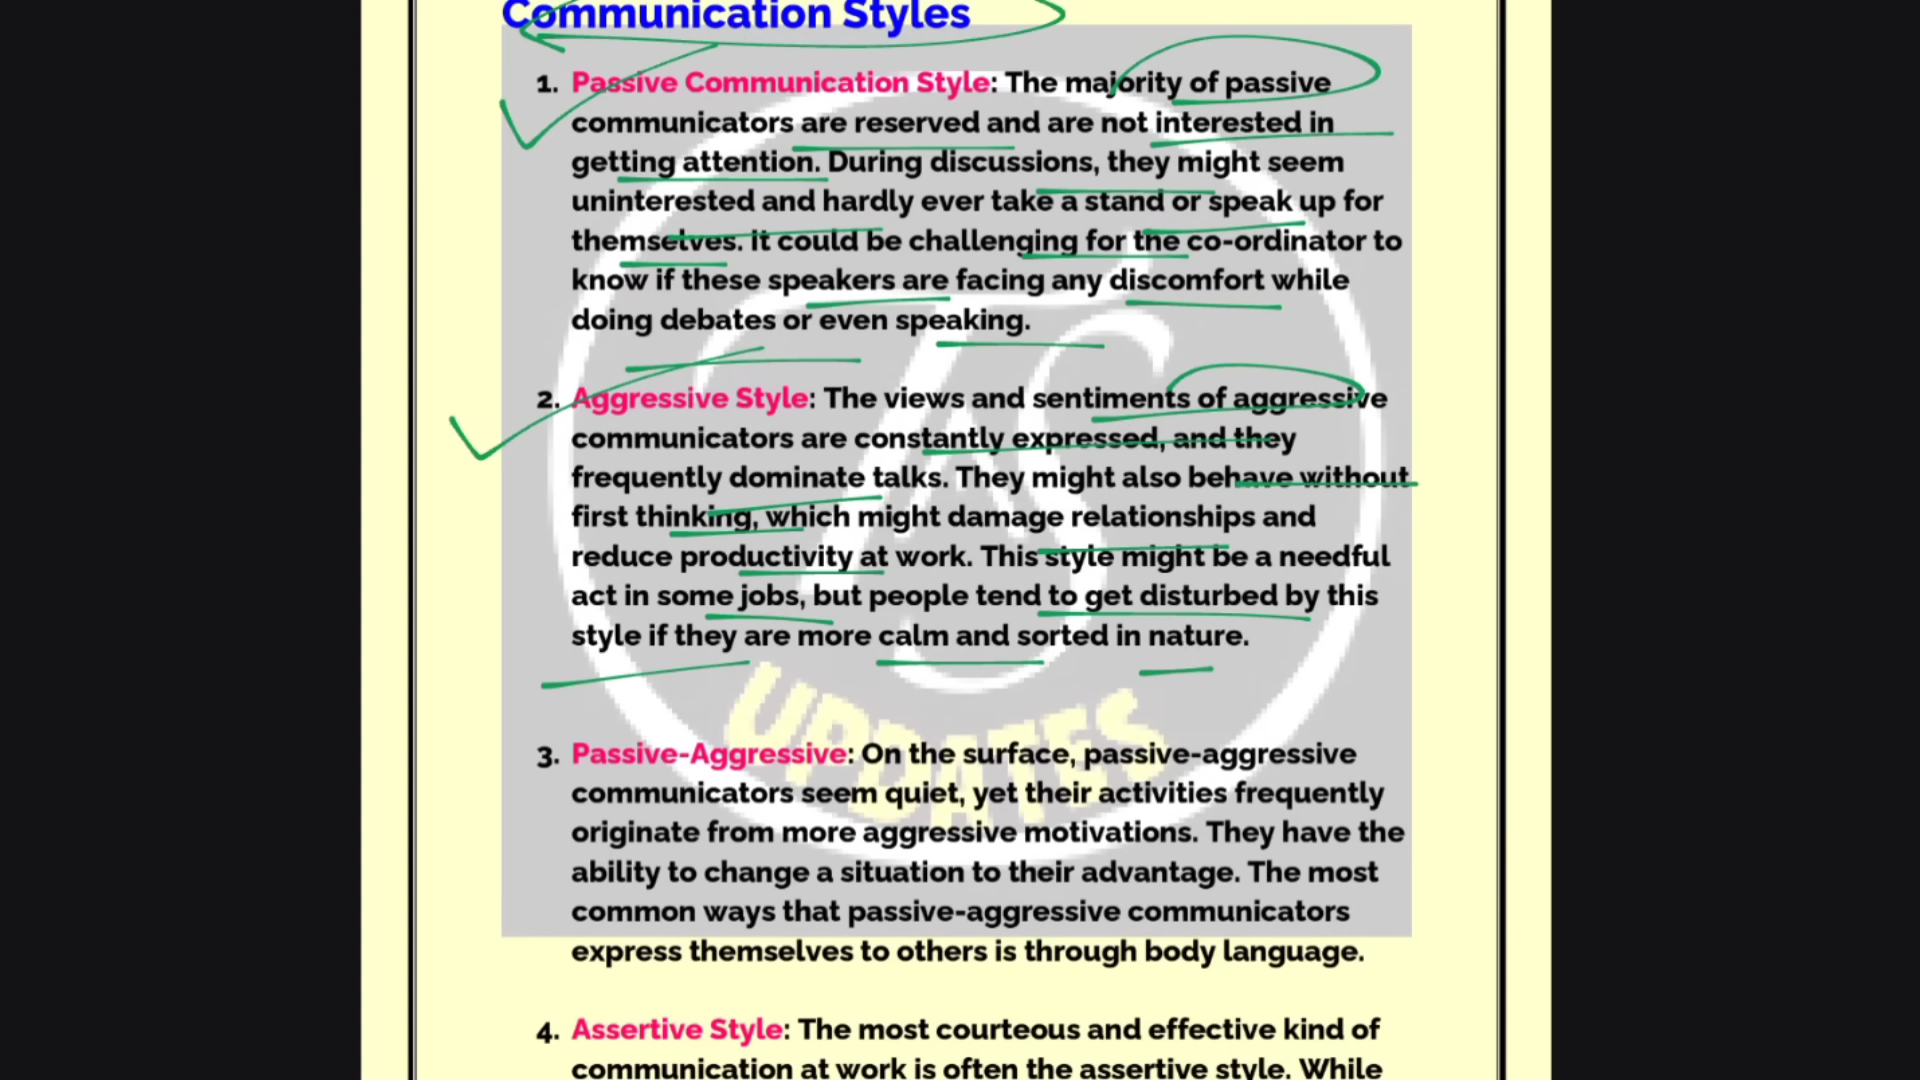 Communication Styles
1. Passive Communication Style: The majority of passive
communicators are reserved and are not interested in
getting attention. During discussions, they might seem
uninterested and hardly ever take a stand or speak up for
themselves. It could be challenging for the co-ordinator to
know if these speakers are facing any discomfort while
doing debates or even speaking.
2. Aggressive Style: The views and sentiments of aggressive
communicators are constantly expressed, and they
frequently dominate talks. They might also behave without
first thinking, which might damage relationships and
reduce productivity at work. This style might be a needful
act in some jobs, but people tend to get disturbed by this
style if they are more calm and sorted in nature.
UPDATES
3. Passive-Aggressive: On the surface, passive-aggressive
communicators seem quiet, yet their activities frequently
originate from more aggressive motivations. They have the
ability to change a situation to their advantage. The most
common ways that passive-aggressive communicators
express themselves to others is through body language.
4. Assertive Style: The most courteous and effective kind of
communication at work is often the assertive style. While